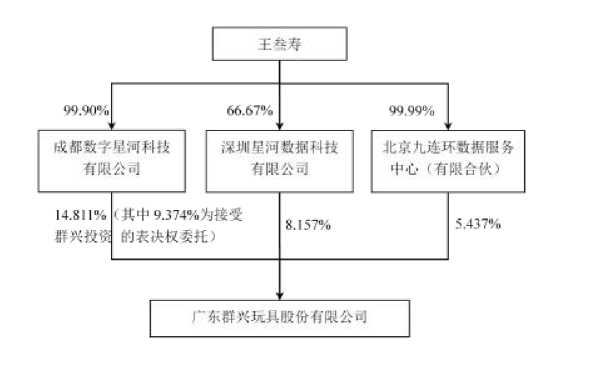 王叁寿
99.90%
66.67%
99.99%
成都数字星河科技
有限公司
深圳星河数据科技
有限公司
北京九连环数据服务
中心（有限合伙）
14.811%（其中 9.374%为接受
群兴投资 的表决权委托）
8.157%
5.437%
广东群兴玩具股份有限公司